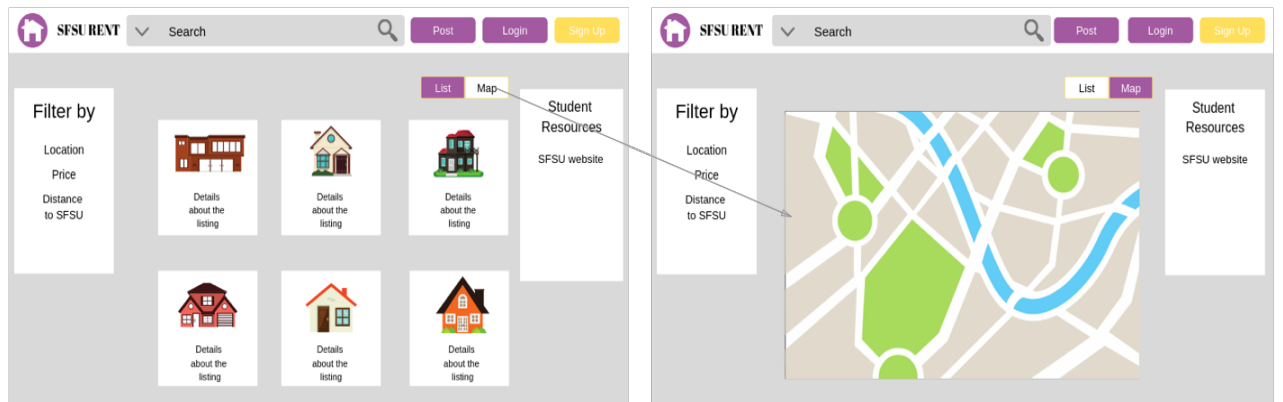 SFSU RENT
Search
Post
Login
Sign Up
List
Map
Filter by
Location
Price
Distance
to SFSU
Details
about the
listing
Details
about the
listing
Details
about the
listing
Details
about the
listing
Details
about the
listing
Details
about the
listing
Student
Resources
SFSU website
SFSU RENT
Search
Post
Login
Sign Up
List
Map
Filter by
Location
Price
Distance
to SFSU
Student
Resources
SFSU website